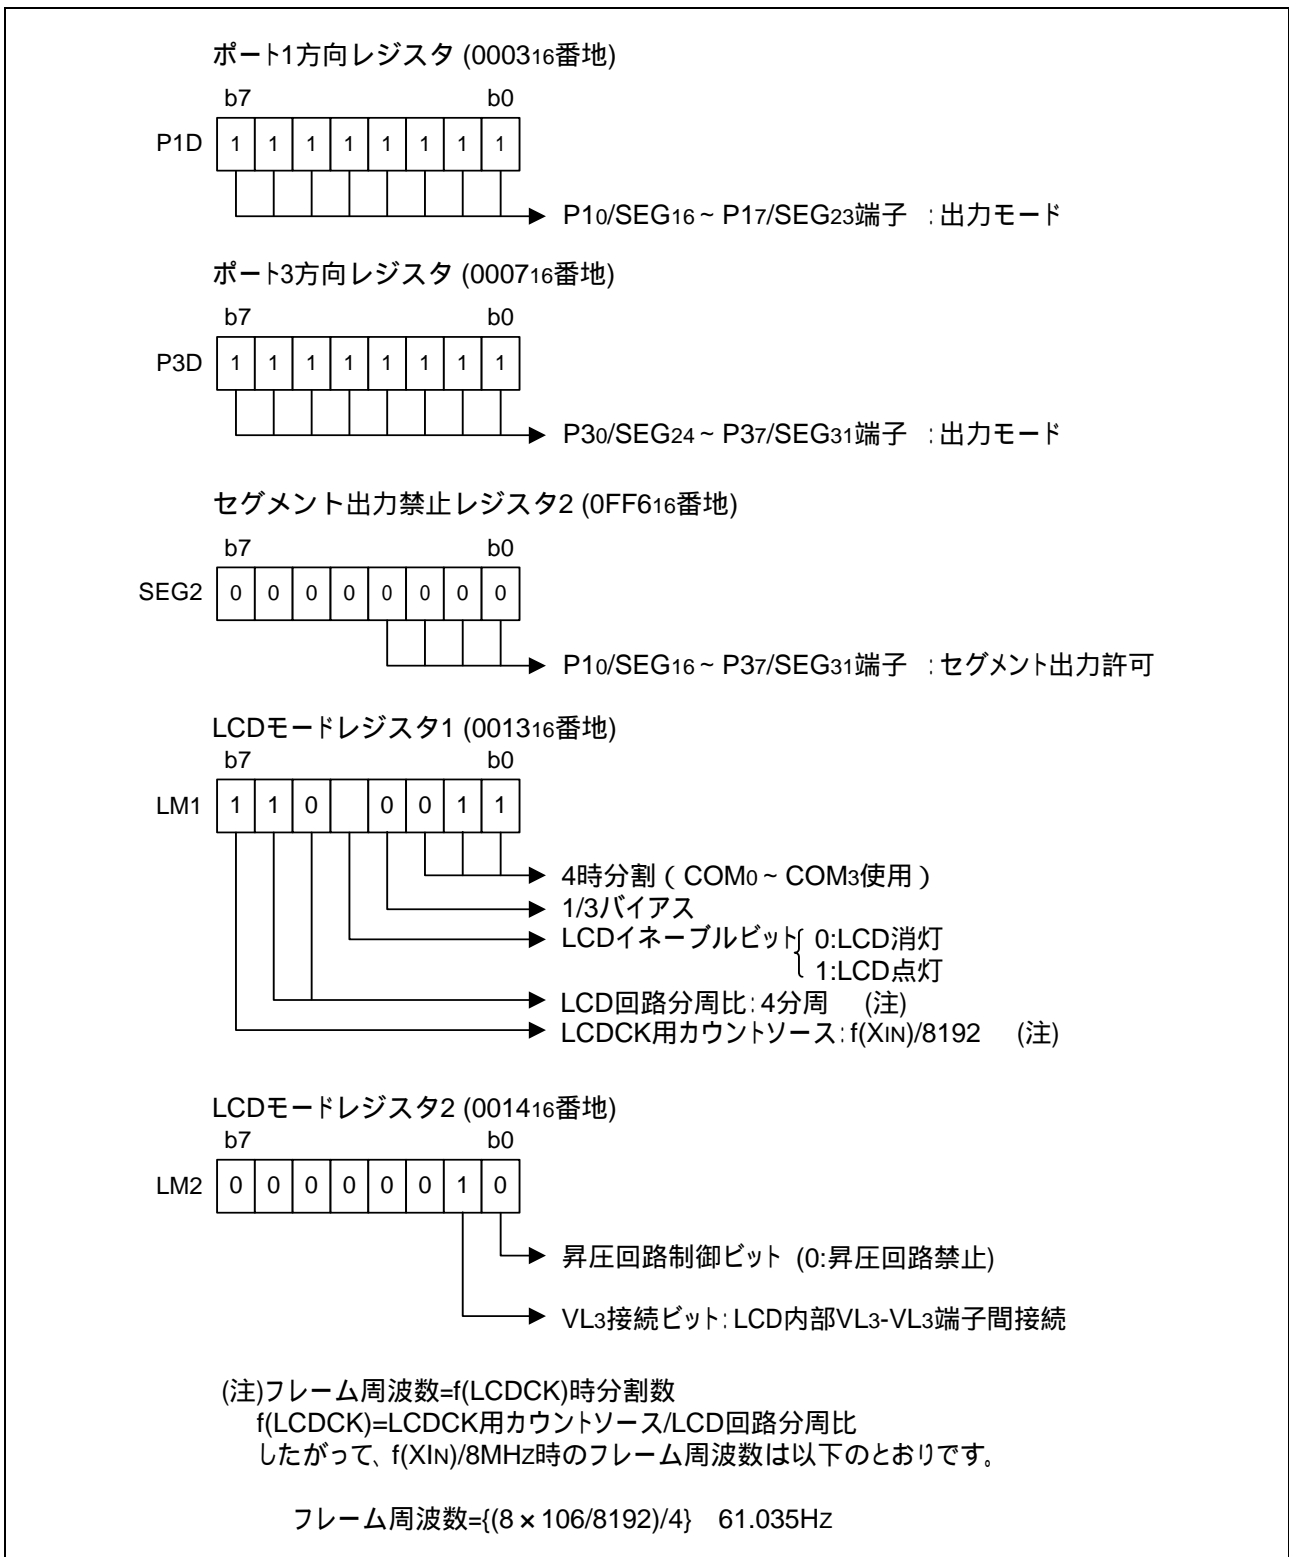 ポート1方向レジスタ (000316番地)
b7 b0
P1D 1 1 1 1 1 1 1 1
P10/SEG16 ~ P17/SEG23端子 : 出力モード
ポート3方向レジスタ (000716番地)
b7 b0
P3D 1 1 1 1 1 1 1 1
P30/SEG24 ~ P37/SEG31端子 : 出力モード
セグメント出力禁止レジスタ2 (0FF616番地)
b7 b0
SEG2 0 0 0 0 0 0 0 0
P10/SEG16 ~ P37/SEG31端子 : セグメント出力許可
LCDモードレジスタ1 (001316番地)
b7 b0
LM1 1 1 0 0 0 1 1
4時分割 ( COM0 ~ COM3使用 )
1/3バイアス
LCDイネーブルビット{ 0:LCD消灯
1:LCD点灯
LCD回路分周比: 4分周 (注)
LCDCK用カウントソース: f(XIN)/8192 (注)
LCDモードレジスタ2 (001416番地)
b7 b0
LM2 0 0 0 0 0 0 1 0
昇圧回路制御ビット (0:昇圧回路禁止)
VL3接続ビット: LCD内部VL3-VL3端子間接続
(注)フレーム周波数=f(LCDCK)時分割数
f(LCDCK)=LCDCK用カウントソース/LCD回路分周比
したがって、f(XIN)/8MHz時のフレーム周波数は以下のとおりです。
フレーム周波数={(8 × 106/8192)/4} 61.035Hz